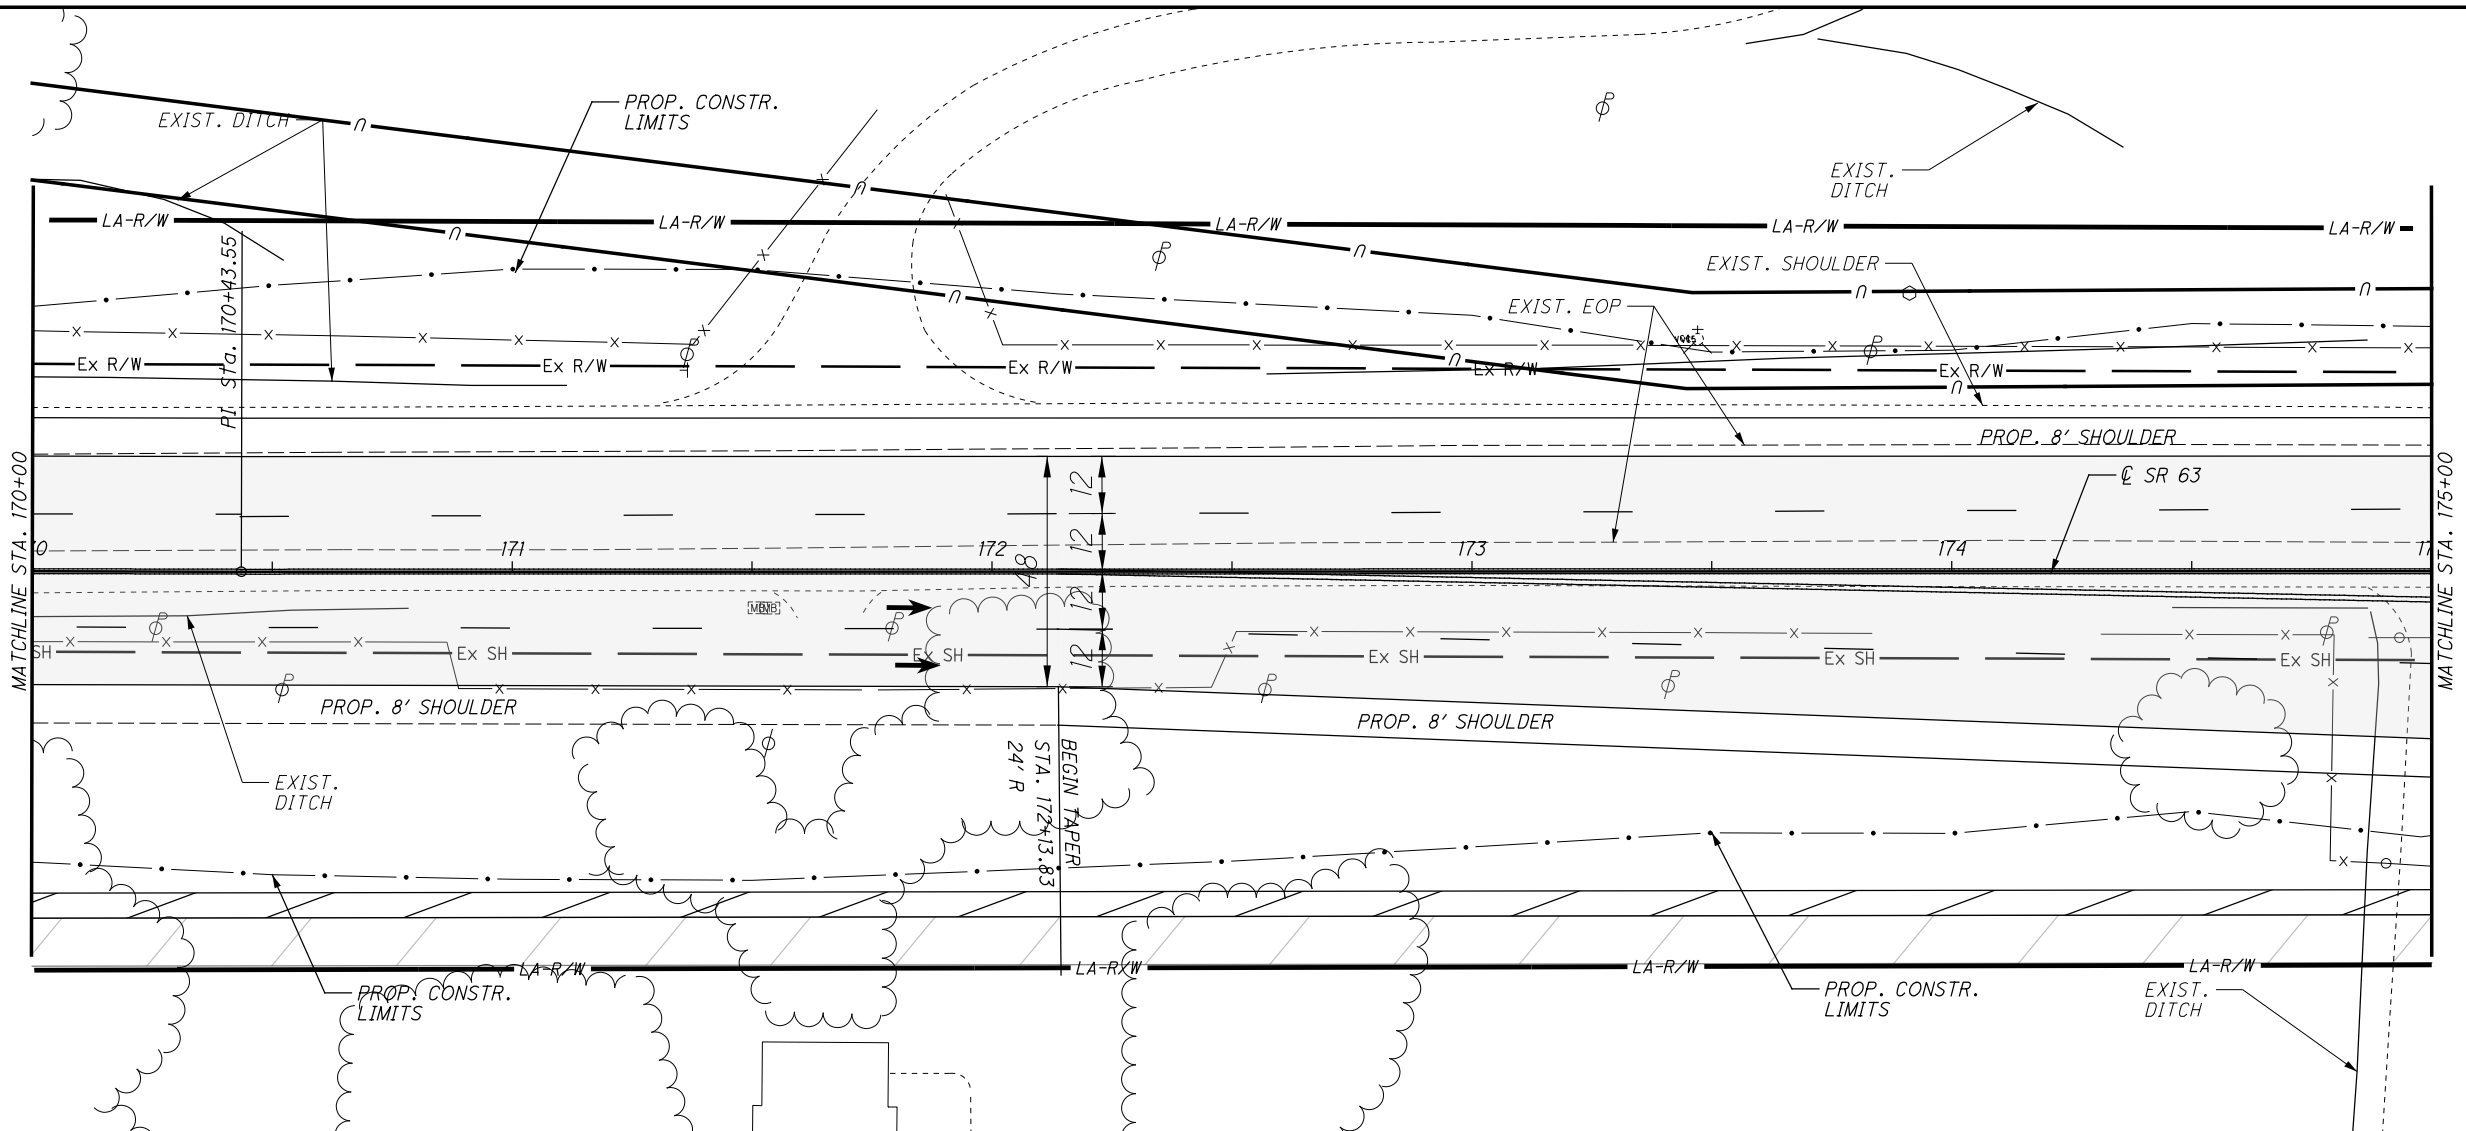 PROP. CONSTR.
LIMITS
EXIST. DITCH
EXIST.
DITCH
LA-R/W
LA-R/W
LA-R/W
LA-R/W
LA-R/W
PI Sta. 170+43.55
EXIST. SHOULDER
EXIST. EOP
Ex R/W
Ex R/W
Ex R/W
Ex R/W
Ex R/W
PROP. 8' SHOULDER
℄ SR 63
MATCHLINE STA. 170+00
MATCHLINE STA. 175+00
12
12
48
12
12
171
172
173
174
SH
Ex SH
Ex SH
Ex SH
Ex SH
Ex SH
PROP. 8' SHOULDER
PROP. 8' SHOULDER
BEGIN TAPER
STA. 172+13.83
24' R
EXIST.
DITCH
LA-R/W
LA-R/W
LA-R/W
LA-R/W
PROP. CONSTR.
LIMITS
PROP. CONSTR.
LIMITS
EXIST.
DITCH